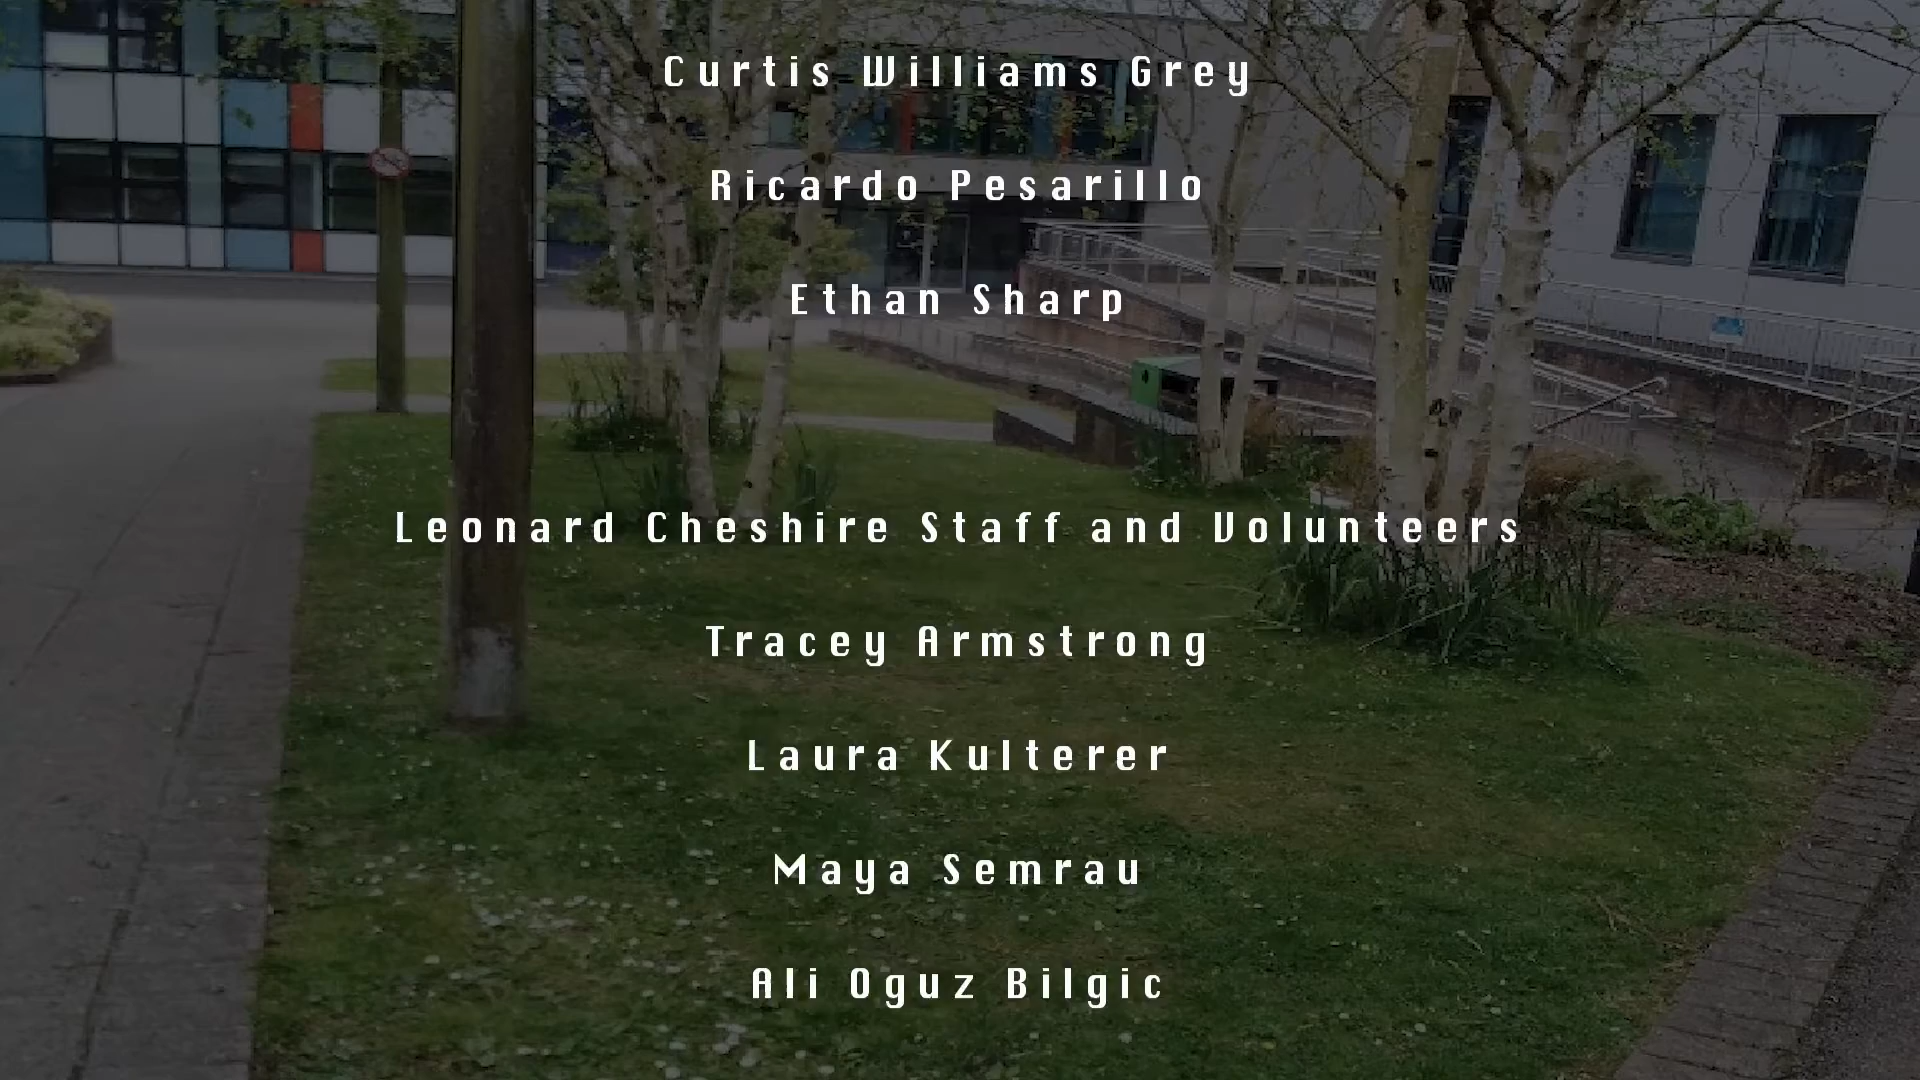 Curtis Williams Grey
Ricardo Pesarillo
Ethan Sharp
Leonard Cheshire Staff and Volunteers
Tracey Armstrong
Laura Kulterer
Maya Semrau
Ali Oguz Bilgic